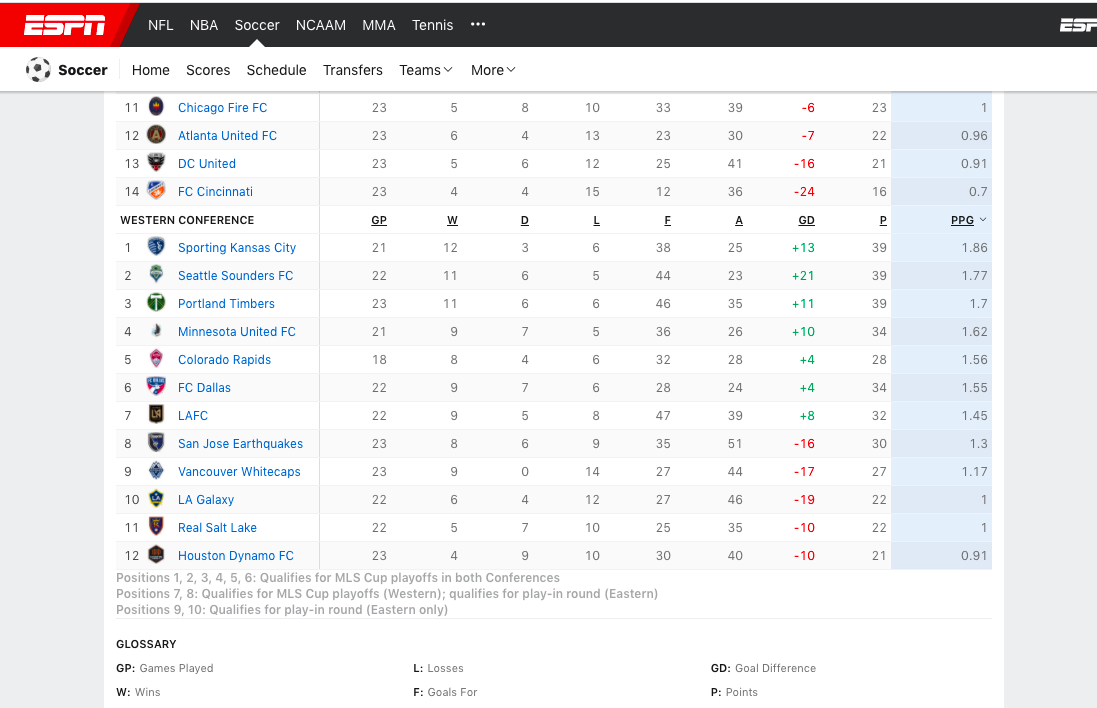 ESPN NFL NBA Soccer NCAAM MMA Tennis ••• ESP
Soccer Home Scores Schedule Transfers Teams More
11 Chicago Fire FC 23 5 8 10 33 39 -6 23 1
12 Atlanta United FC 23 6 4 13 23 30 -7 22 0.96
13 DC United 23 5 6 12 25 41 -16 21 0.91
14 FC Cincinnati 23 4 4 15 12 36 -24 16 0.7
WESTERN CONFERENCE GP W D L F A GD P PPG
1 Sporting Kansas City 21 12 3 6 38 25 +13 39 1.86
2 Seattle Sounders FC 22 11 6 5 44 23 +21 39 1.77
3 Portland Timbers 23 11 6 6 46 35 +11 39 1.7
4 Minnesota United FC 21 9 7 5 36 26 +10 34 1.62
5 Colorado Rapids 18 8 4 6 32 28 +4 28 1.56
6 FC Dallas 22 9 7 6 28 24 +4 34 1.55
7 LAFC 22 9 5 8 47 39 +8 32 1.45
8 San Jose Earthquakes 23 8 6 9 35 51 -16 30 1.3
9 Vancouver Whitecaps 23 9 0 14 27 44 -17 27 1.17
10 LA Galaxy 22 6 4 12 27 46 -19 22 1
11 Real Salt Lake 22 5 7 10 25 35 -10 22 1
12 Houston Dynamo FC 23 4 9 10 30 40 -10 21 0.91
Positions 1, 2, 3, 4, 5, 6: Qualifies for MLS Cup playoffs in both Conferences
Positions 7, 8: Qualifies for MLS Cup playoffs (Western); qualifies for play-in round (Eastern)
Positions 9, 10: Qualifies for play-in round (Eastern only)
GLOSSARY
GP: Games Played L: Losses GD: Goal Difference
W: Wins F: Goals For P: Points